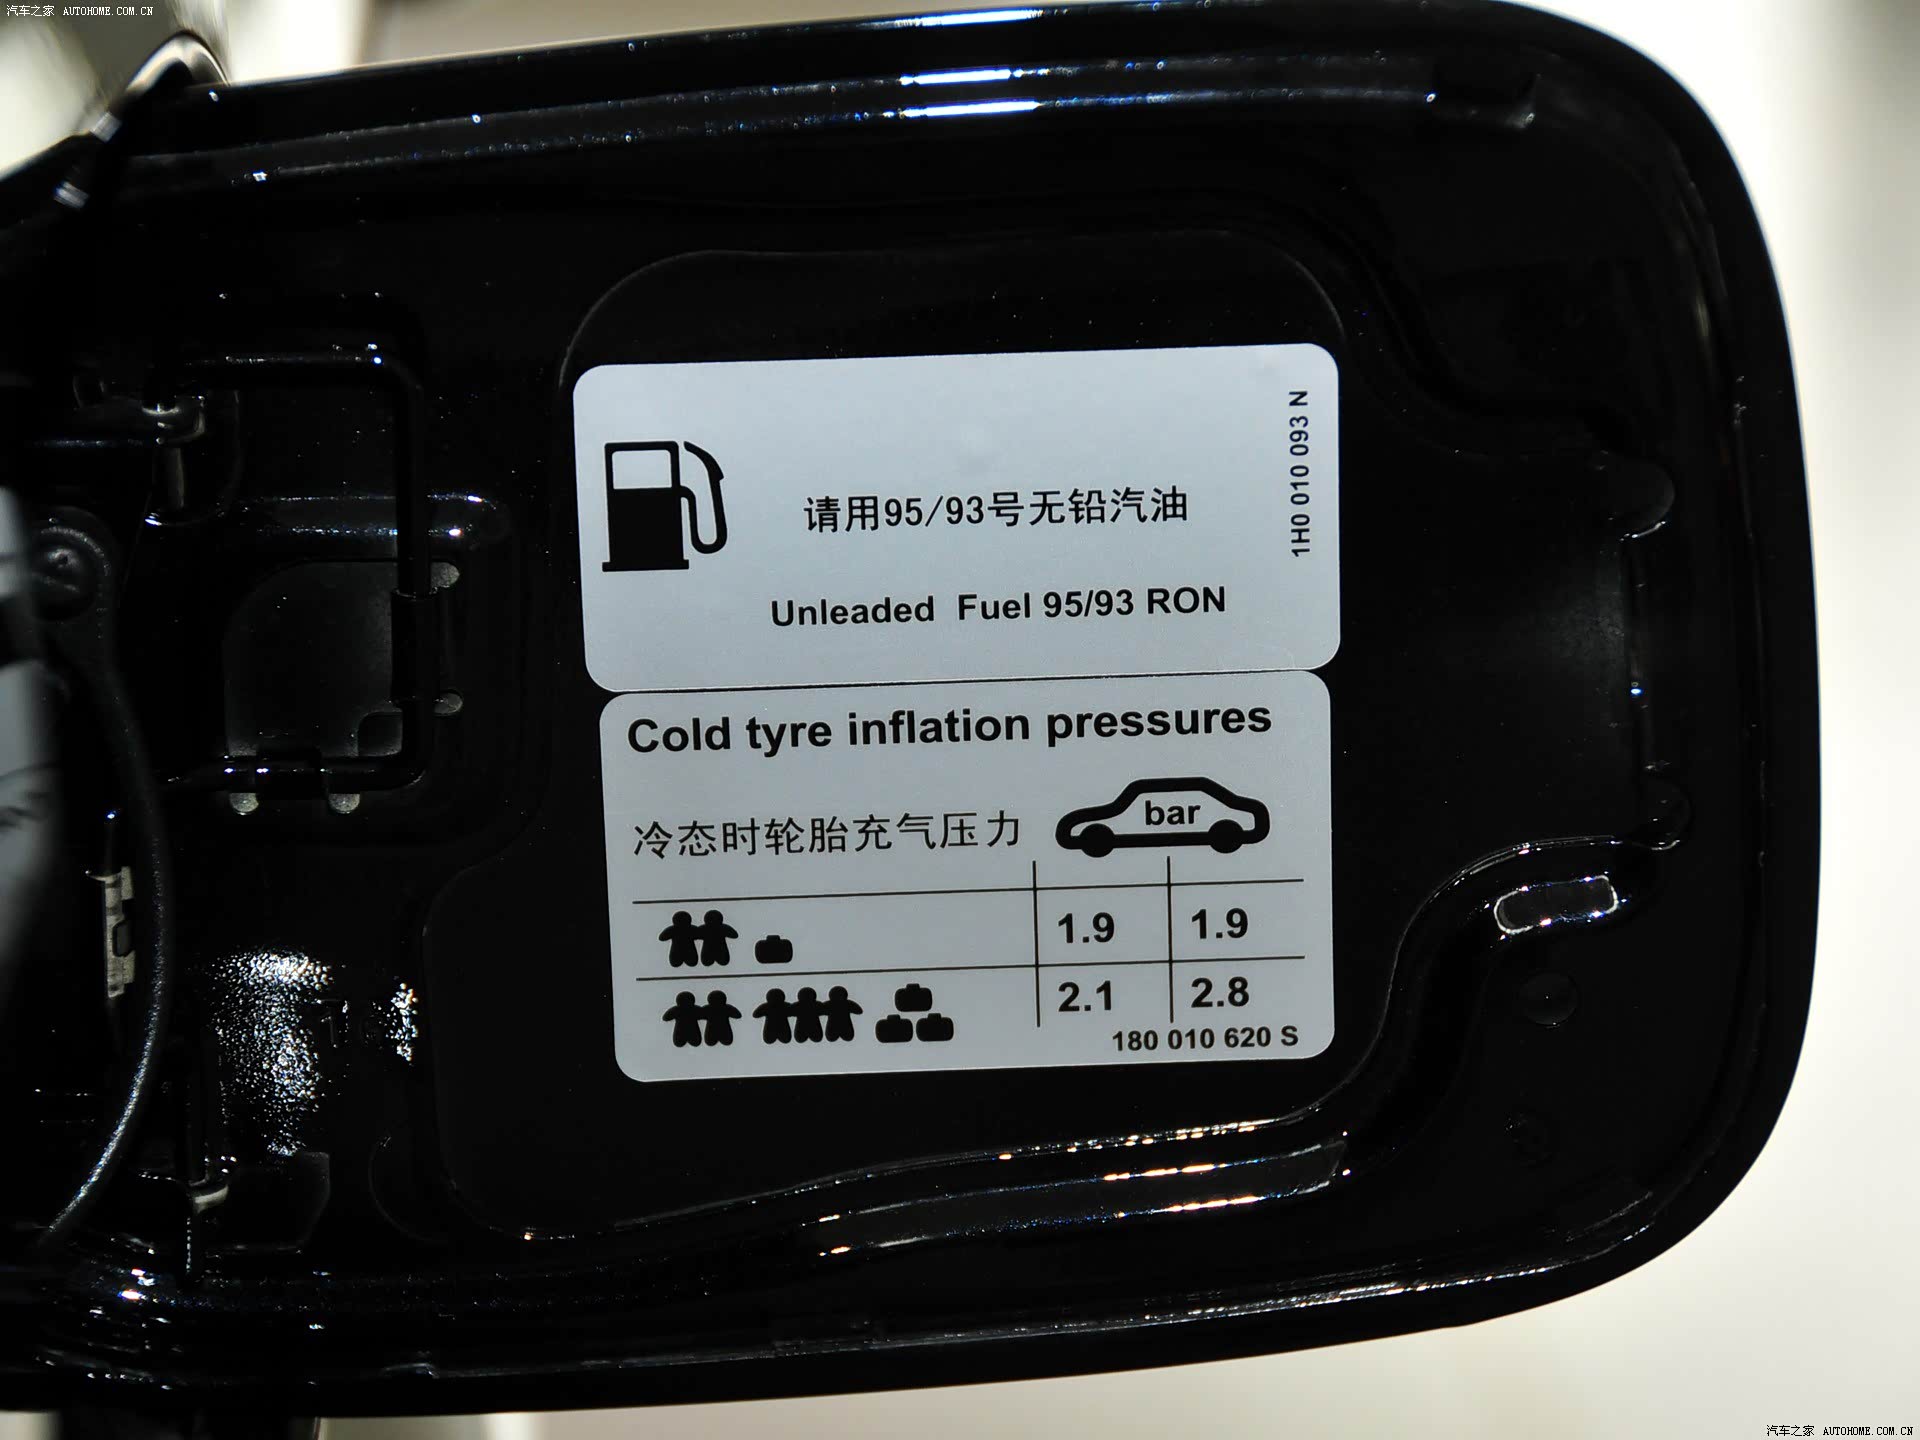 汽车之家 AUTOHOME.COM.CN
1H0 010 093 N
请用95/93号无铅汽油
Unleaded Fuel 95/93 RON
Cold tyre inflation pressures
冷态时轮胎充气压力
bar
1.9 1.9
2.1 2.8
180 010 620 S
汽车之家 AUTOHOME.COM.CN